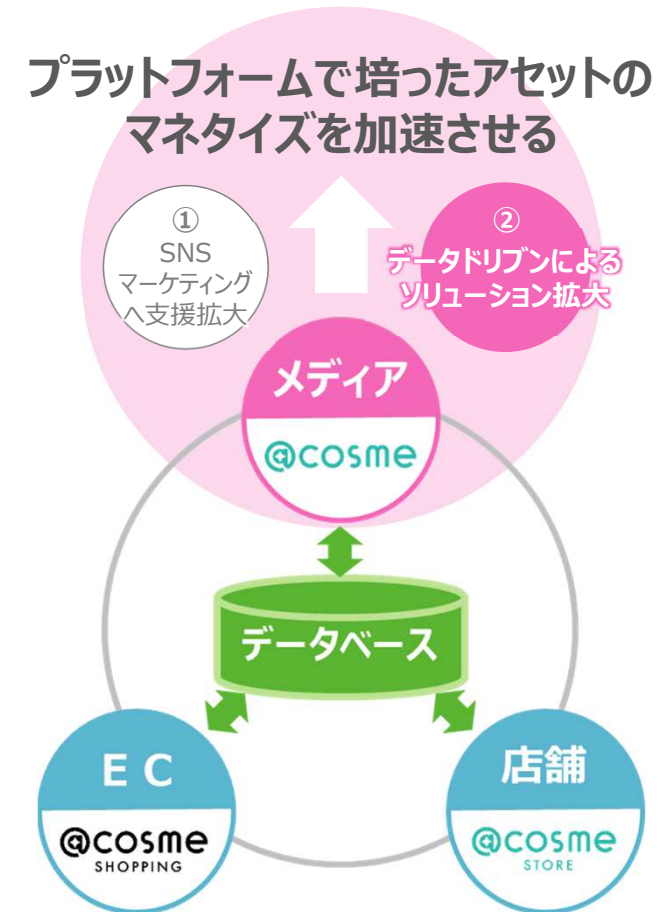 プラットフォームで培ったアセットの
マネタイズを加速させる
①
SNS
マーケティング
へ支援拡大
②
データドリブンによる
ソリューション拡大
メディア
@cosme
データベース
EC
@cosme
SHOPPING
店舗
@cosme
STORE